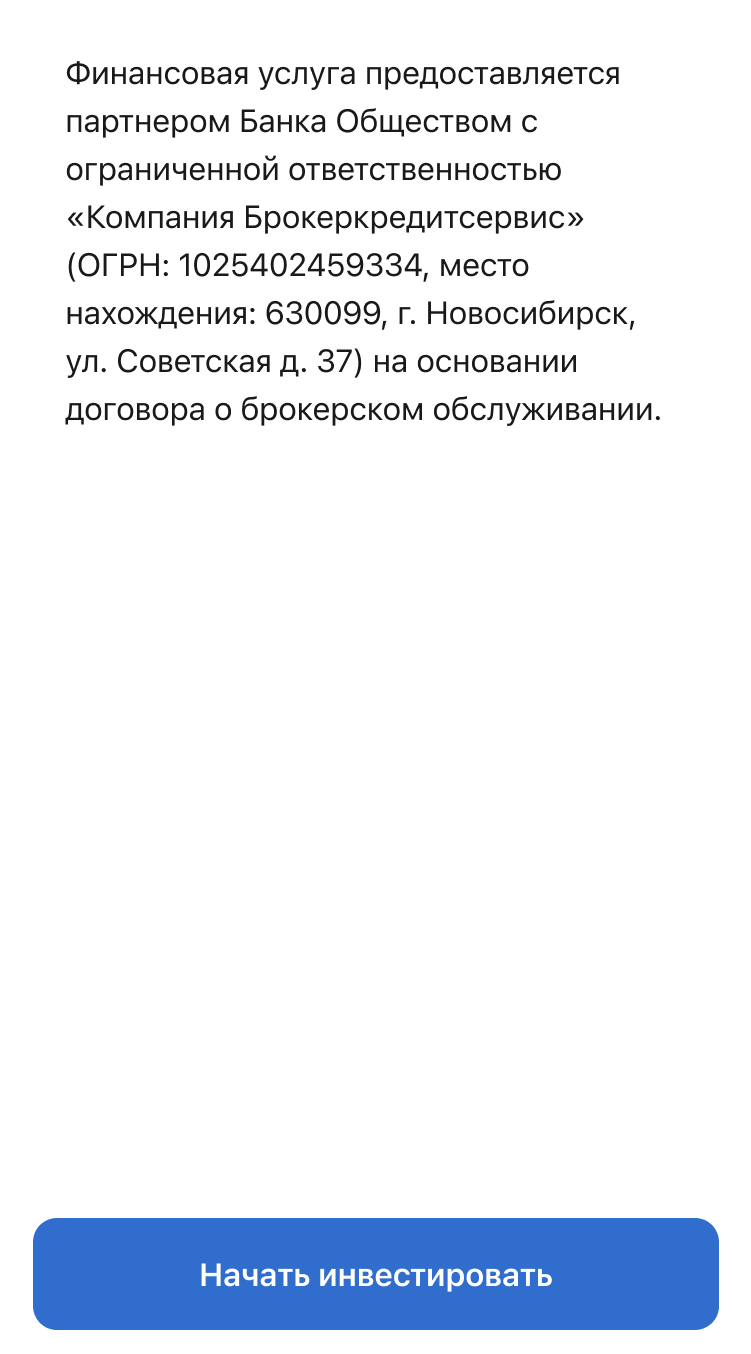 Финансовая услуга предоставляется
партнером Банка Обществом с
ограниченной ответственностью
«Компания Брокеркредитсервис»
(ОГРН: 1025402459334, место
нахождения: 630099, г. Новосибирск,
ул. Советская д. 37) на основании
договора о брокерском обслуживании.
Начать инвестировать